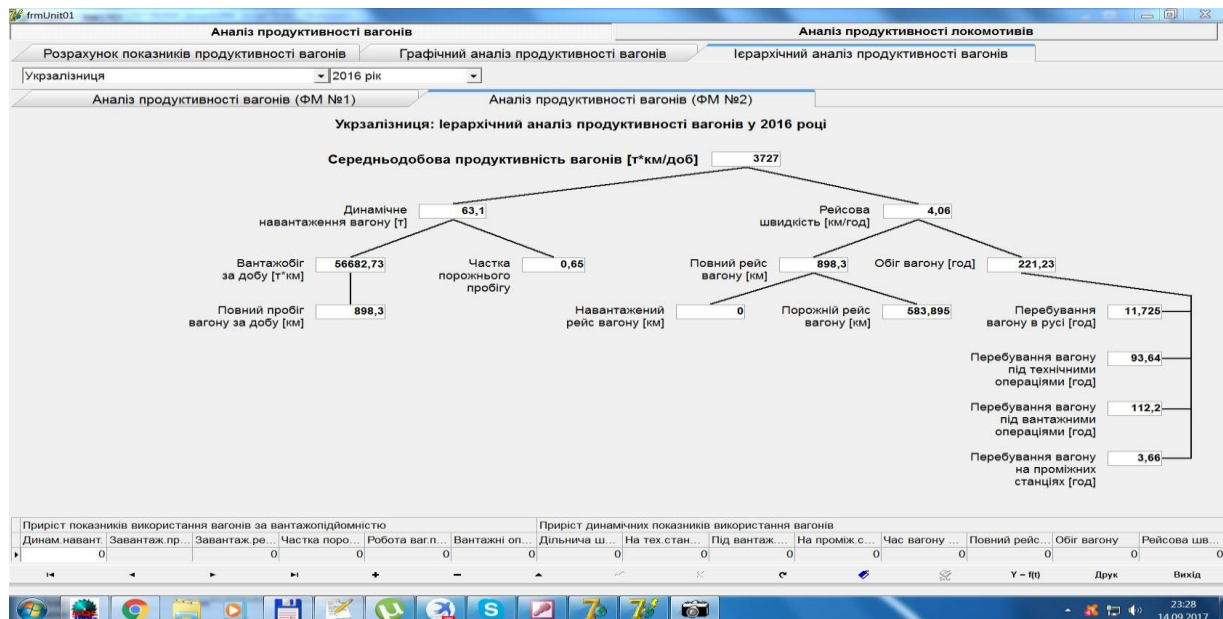 frmUnit01
Аналіз продуктивності вагонів
Аналіз продуктивності локомотивів
Розрахунок показників продуктивності вагонів
Графічний аналіз продуктивності вагонів
Ієрархічний аналіз продуктивності вагонів
Укрзалізниця
2016 рік
Аналіз продуктивності вагонів (ФМ №1)
Аналіз продуктивності вагонів (ФМ №2)
Укрзалізниця: Ієрархічний аналіз продуктивності вагонів у 2016 році
Середньодобова продуктивність вагонів [т*км/доб] 3727
Динамічне
навантаження вагону [т]
63,1
Рейсова
швидкість [км/год]
4,06
Вантажобіг
за добу [т*км]
56682,73
Частка
порожнього
пробігу
0,65
Повний рейс
вагону [км]
898,3
Обіг вагону [год] 221,23
Повний пробіг
вагону за добу [км]
898,3
Навантажений
рейс вагону [км]
0
Порожній рейс
вагону [км]
583,895
Перебування
вагону в русі [год]
11,725
Перебування вагону
під технічними
операціями [год]
93,64
Перебування вагону
під вантажними
операціями [год]
112,2
Перебування вагону
на проміжних
станціях [год]
3,66
Приріст показників використання вагонів за вантажопідйомністю
Приріст динамічних показників використання вагонів
Динам.навант. Завантаж.пр... Завантаж.ре... Частка поро... Робота ваг.п... Вантажні оп... Дільнича ш... На тех.стан... Під вантаж.... На проміж.с... Час вагону ... Повний рейс... Обіг вагону Рейсова шв...
0 0 0 0 0 0 0 0 0 0 0 0 0 0
Y – f(t) Друк Вихід
23:28
14.09.2017